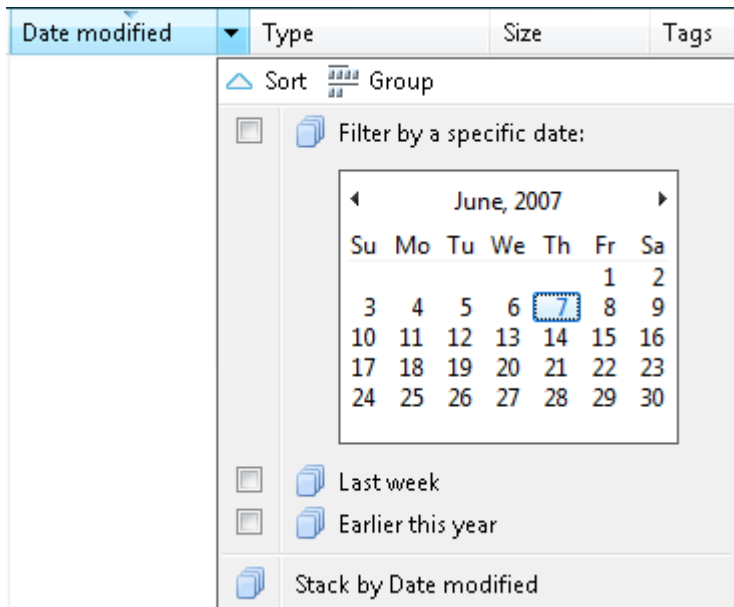 Date modified Type Size Tags
Sort Group
Filter by a specific date:
June, 2007
Su Mo Tu We Th Fr Sa
1 2
3 4 5 6 7 8 9
10 11 12 13 14 15 16
17 18 19 20 21 22 23
24 25 26 27 28 29 30
Last week
Earlier this year
Stack by Date modified